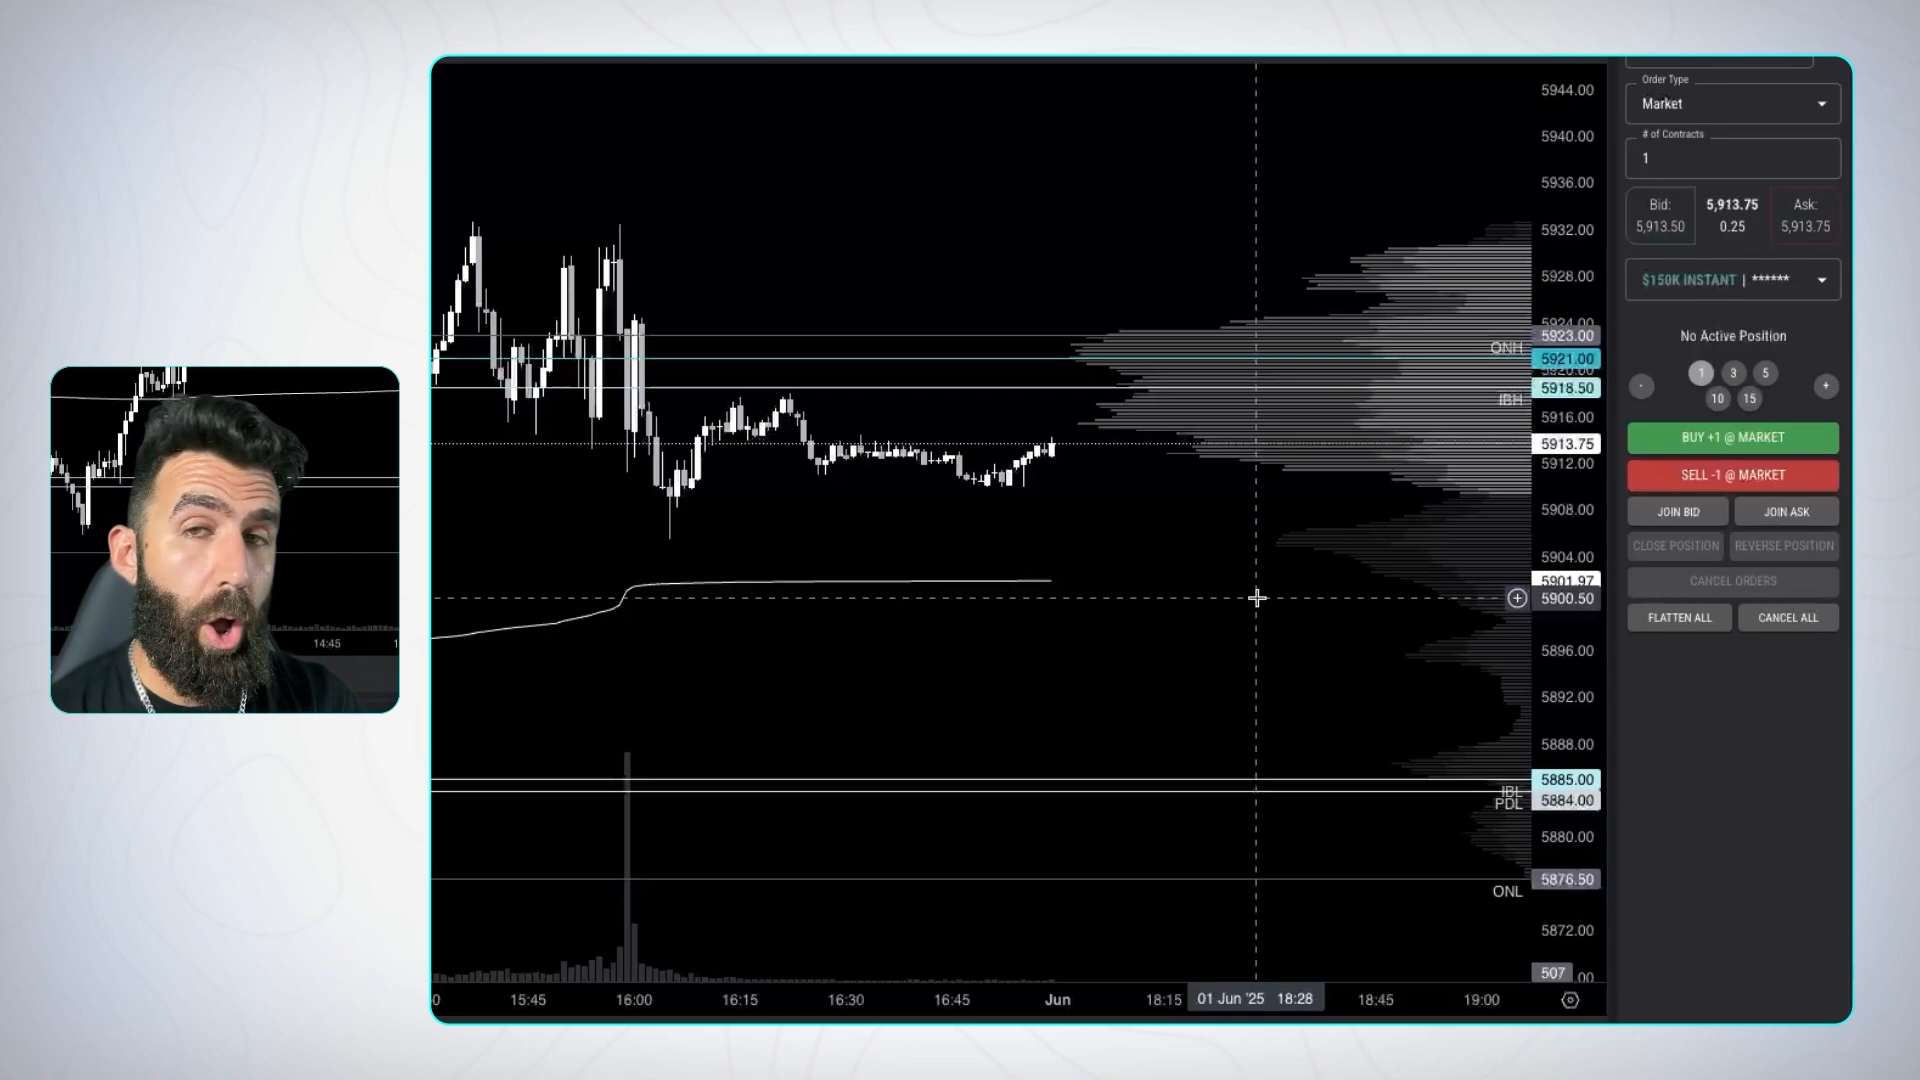 14:45
5944.00
5940.00
5936.00
5932.00
5928.00
5924.00
5923.00
ONH
5921.00
5920.00
5918.50
IBH
5916.00
5913.75
5912.00
5908.00
5904.00
5901.97
5900.50
5896.00
5892.00
5888.00
5885.00
IBL
PDL 5884.00
5880.00
5876.50
ONL
5872.00
507 .00
15:45 16:00 16:15 16:30 16:45 Jun 18:15 01 Jun '25 18:28 18:45 19:00
Order Type
Market
# of Contracts
1
Bid: 5,913.75 Ask:
5,913.50 0.25 5,913.75
$150K INSTANT | ******
No Active Position
- 1 3 5 +
10 15
BUY +1 @ MARKET
SELL -1 @ MARKET
JOIN BID JOIN ASK
CLOSE POSITION REVERSE POSITION
CANCEL ORDERS
FLATTEN ALL CANCEL ALL